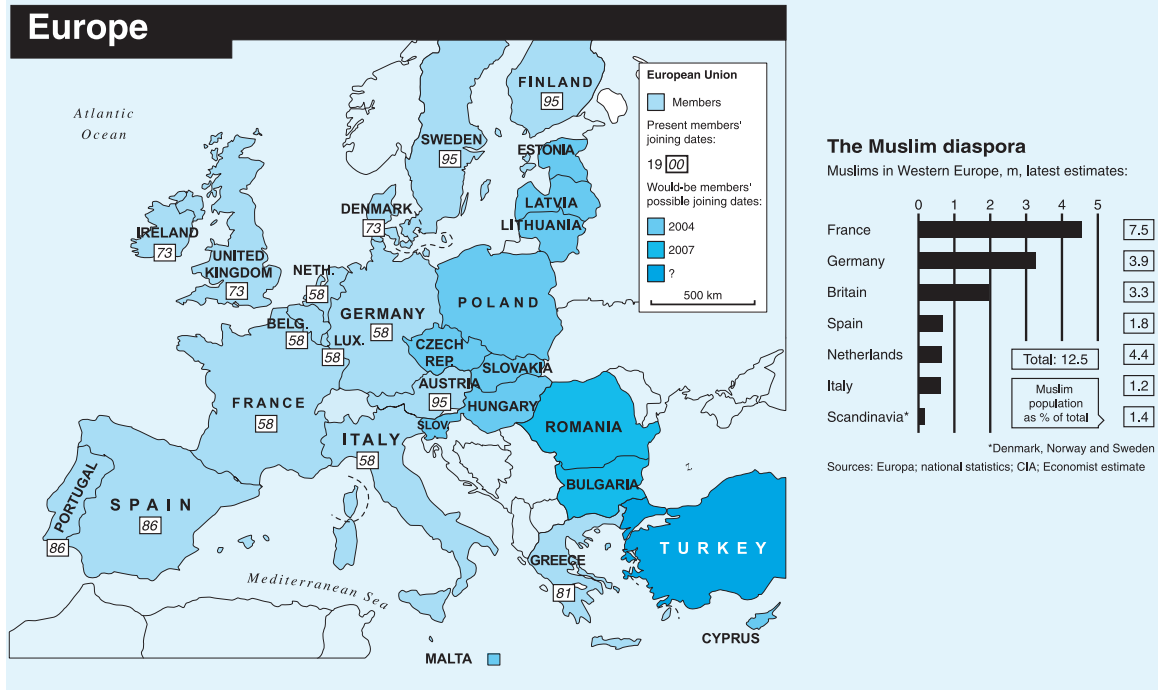 Europe
Atlantic
Ocean
FINLAND
95
SWEDEN
95
ESTONIA
LATVIA
LITHUANIA
DENMARK
73
IRELAND
73
UNITED
KINGDOM
73
NETH.
58
BELG.
58
LUX.
58
GERMANY
58
POLAND
CZECH
REP.
SLOVAKIA
AUSTRIA
95
HUNGARY
SLOV.
FRANCE
58
ITALY
58
ROMANIA
BULGARIA
PORTUGAL
86
SPAIN
86
GREECE
81
TURKEY
Mediterranean Sea
CYPRUS
MALTA
European Union
Members
Present members'
joining dates:
19 00
Would-be members'
possible joining dates:
2004
2007
?
500 km
The Muslim diaspora
Muslims in Western Europe, m, latest estimates:
0 1 2 3 4 5
France 7.5
Germany 3.9
Britain 3.3
Spain 1.8
Netherlands 4.4
Italy 1.2
Scandinavia* 1.4
Total: 12.5
Muslim
population
as % of total
*Denmark, Norway and Sweden
Sources: Europa; national statistics; CIA; Economist estimate